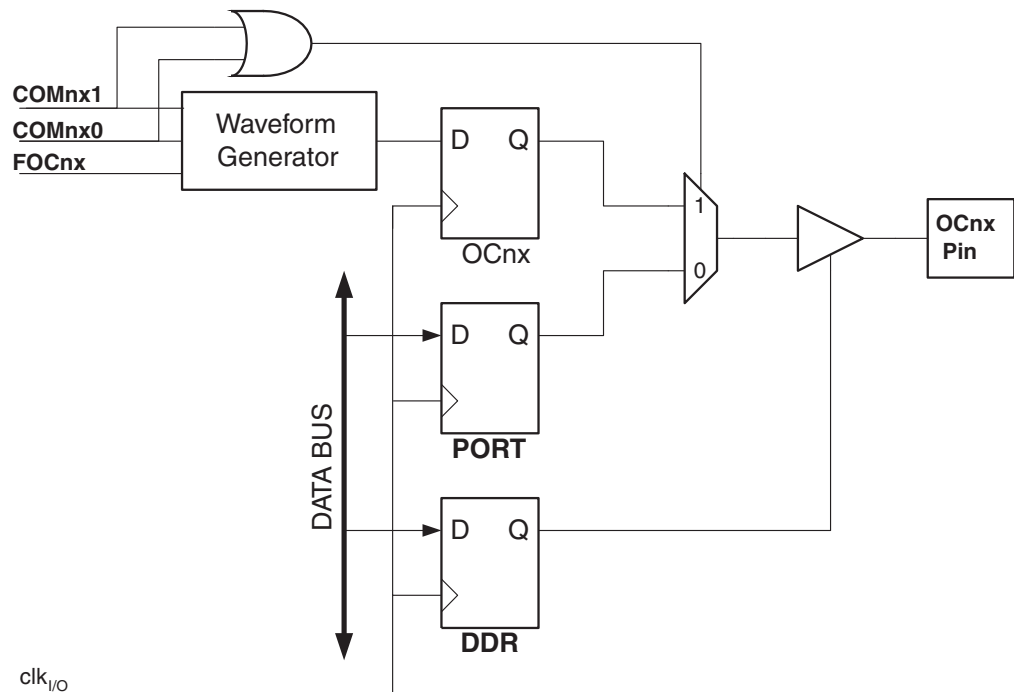 COMnx1
COMnx0
FOCnx
Waveform
Generator
D Q
OCnx
1
0
OCnx
Pin
D Q
PORT
DATA BUS
D Q
DDR
clkI/O